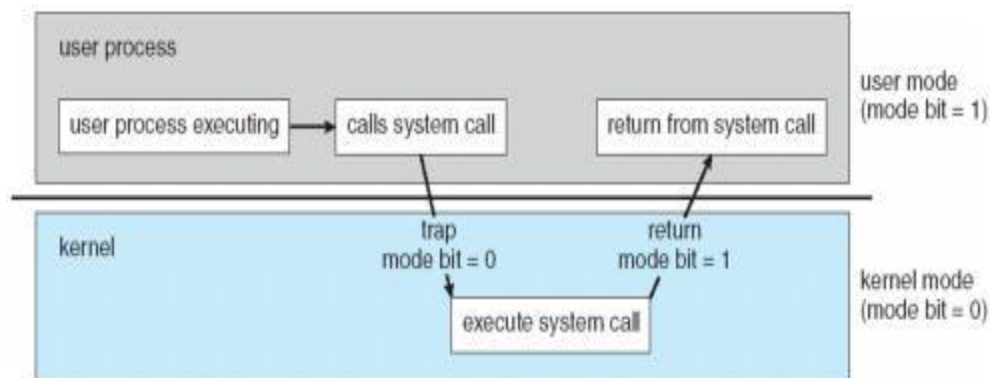 user process
user process executing
calls system call
return from system call
user mode
(mode bit = 1)
kernel
trap
mode bit = 0
return
mode bit = 1
execute system call
kernel mode
(mode bit = 0)